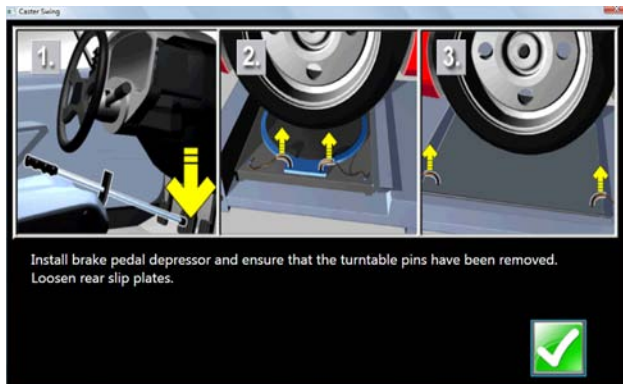 Caster Swing
1.
2.
3.
Install brake pedal depressor and ensure that the turntable pins have been removed.
Loosen rear slip plates.